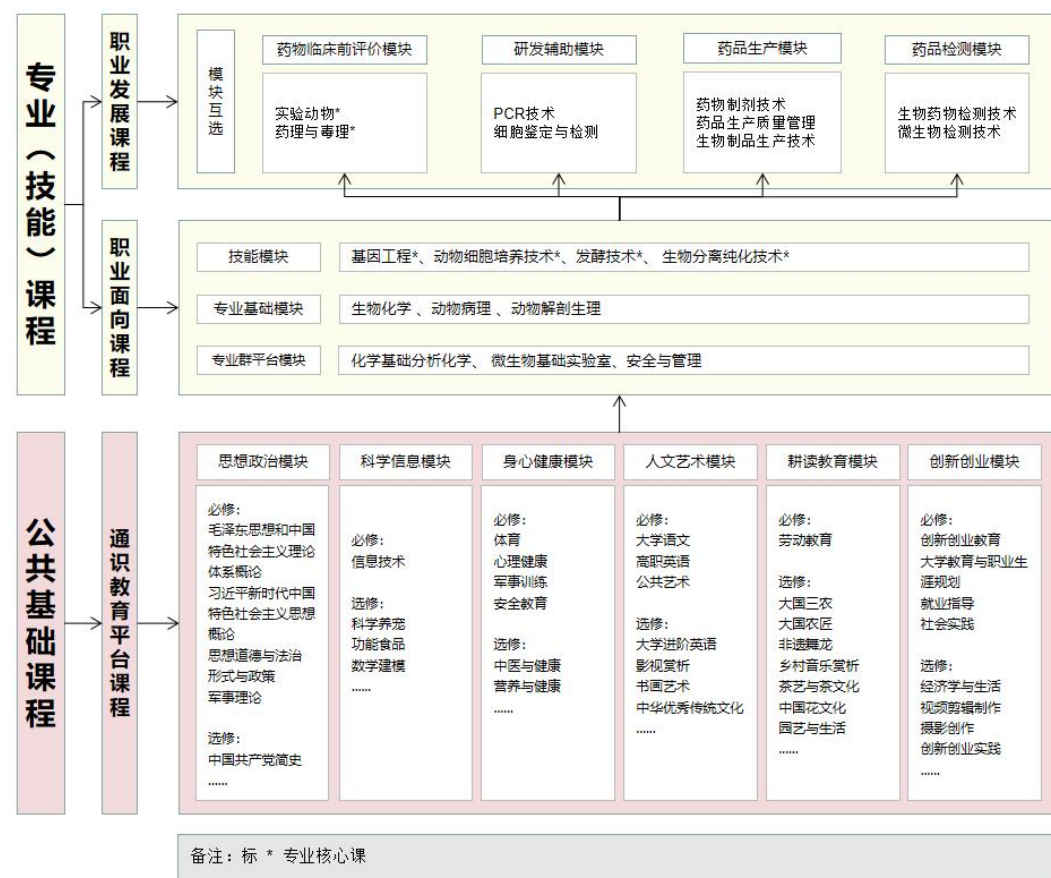 专业（技能）课程
职业发展课程
模块互选
药物临床前评价模块
实验动物*
药理与毒理*
研发辅助模块
PCR技术
细胞鉴定与检测
药品生产模块
药物制剂技术
药品生产质量管理
生物制品生产技术
药品检测模块
生物药物检测技术
微生物检测技术
职业面向课程
技能模块
基因工程*、动物细胞培养技术*、发酵技术*、 生物分离纯化技术*
专业基础模块
生物化学 、动物病理 、动物解剖生理
专业群平台模块
化学基础分析化学、 微生物基础实验室、安全与管理
公共基础课程
通识教育平台课程
思想政治模块
必修：
毛泽东思想和中国
特色社会主义理论
体系概论
习近平新时代中国
特色社会主义思想
概论
思想道德与法治
形式与政策
军事理论
选修：
中国共产党简史
......
科学信息模块
必修：
信息技术
选修：
科学养宠
功能食品
数学建模
......
身心健康模块
必修：
体育
心理健康
军事训练
安全教育
选修：
中医与健康
营养与健康
......
人文艺术模块
必修：
大学语文
高职英语
公共艺术
选修：
大学进阶英语
影视赏析
书画艺术
中华优秀传统文化
......
耕读教育模块
必修：
劳动教育
选修：
大国三农
大国农匠
非遗舞龙
乡村音乐赏析
茶艺与茶文化
中国花文化
园艺与生活
......
创新创业模块
必修：
创新创业教育
大学教育与职业生
涯规划
就业指导
社会实践
选修：
经济学与生活
视频剪辑制作
摄影创作
创新创业实践
......
备注：标 * 专业核心课